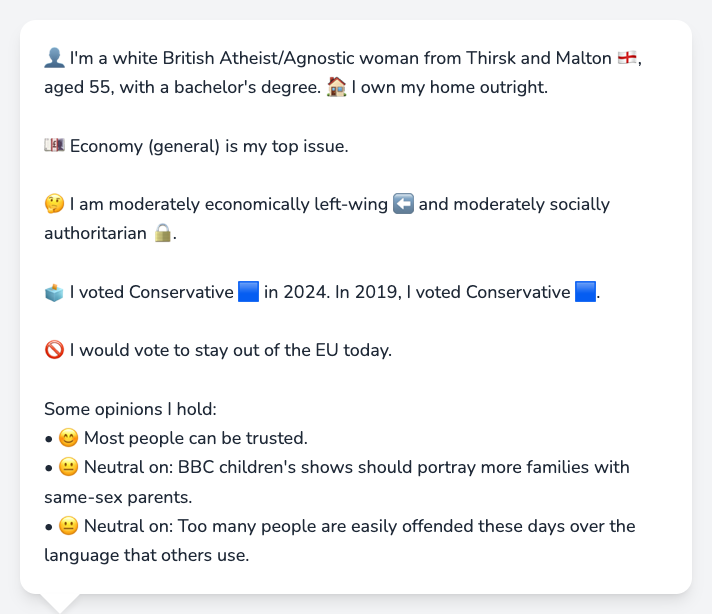 👤 I'm a white British Atheist/Agnostic woman from Thirsk and Malton 🏴󠁧󠁢󠁥󠁮󠁧󠁿,
aged 55, with a bachelor's degree. 🏠 I own my home outright.
💷 Economy (general) is my top issue.
🤔 I am moderately economically left-wing ⬅️ and moderately socially
authoritarian 🔒.
🗳️ I voted Conservative 🟦 in 2024. In 2019, I voted Conservative 🟦.
🚫 I would vote to stay out of the EU today.
Some opinions I hold:
• 😊 Most people can be trusted.
• 😐 Neutral on: BBC children's shows should portray more families with
same-sex parents.
• 😐 Neutral on: Too many people are easily offended these days over the
language that others use.